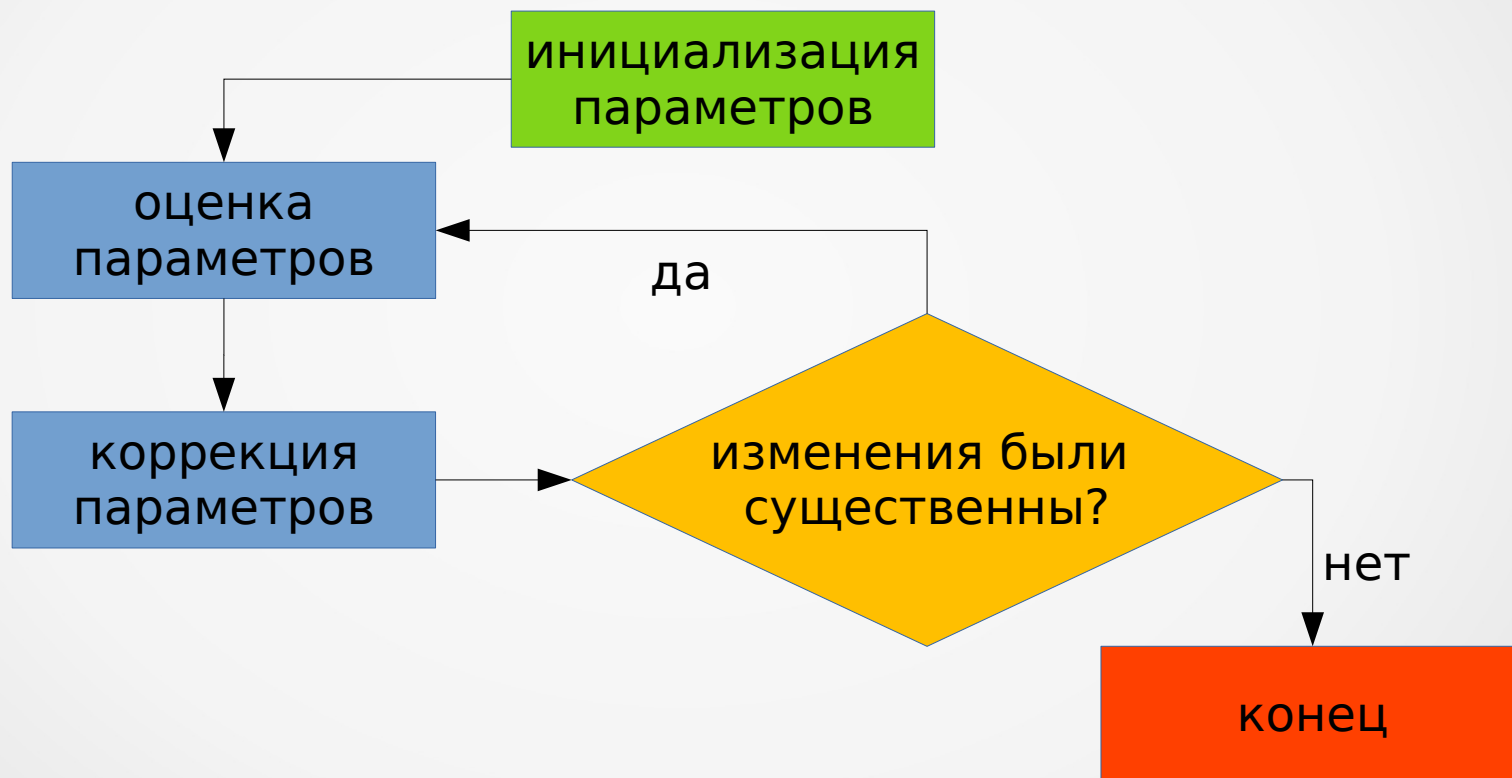 инициализация
параметров
оценка
параметров
да
коррекция
параметров
изменения были
существенны?
нет
конец